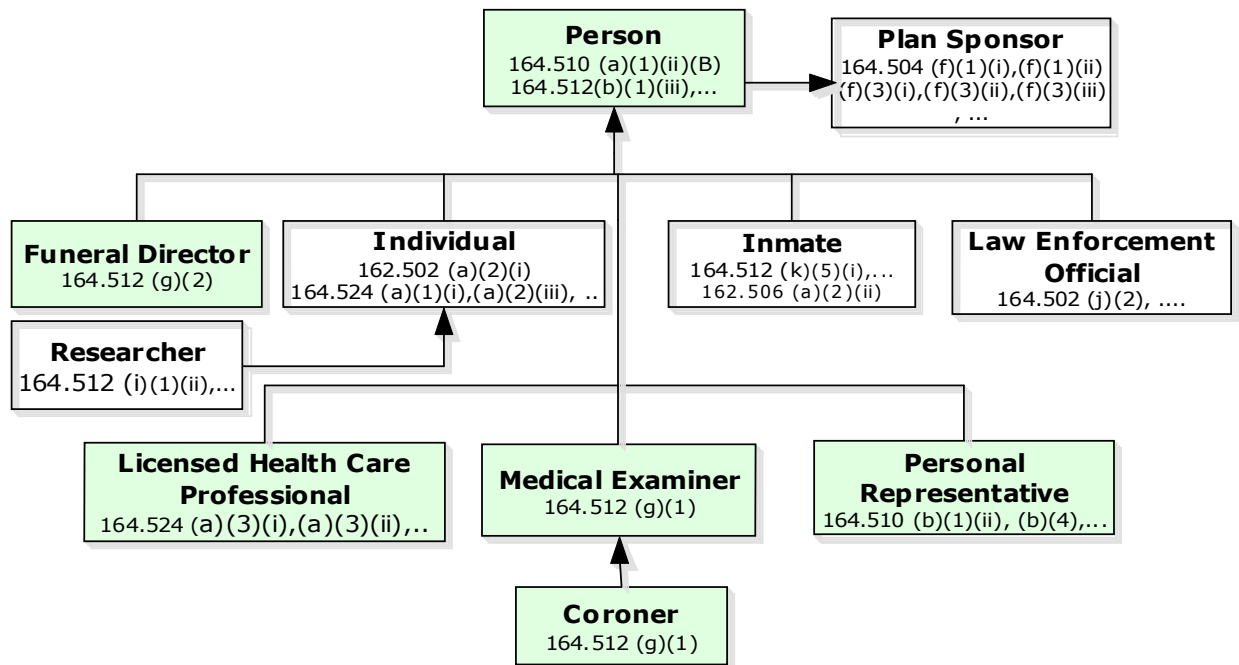 Person
164.510 (a)(1)(ii)(B)
164.512(b)(1)(iii),...
Plan Sponsor
164.504 (f)(1)(i),(f)(1)(ii)
(f)(3)(i),(f)(3)(ii),(f)(3)(iii)
, ...
Funeral Director
164.512 (g)(2)
Individual
162.502 (a)(2)(i)
164.524 (a)(1)(i),(a)(2)(iii), ..
Inmate
164.512 (k)(5)(i),...
162.506 (a)(2)(ii)
Law Enforcement
Official
164.502 (j)(2), ....
Researcher
164.512 (i)(1)(ii),...
Licensed Health Care
Professional
164.524 (a)(3)(i),(a)(3)(ii),..
Medical Examiner
164.512 (g)(1)
Personal
Representative
164.510 (b)(1)(ii), (b)(4),...
Coroner
164.512 (g)(1)